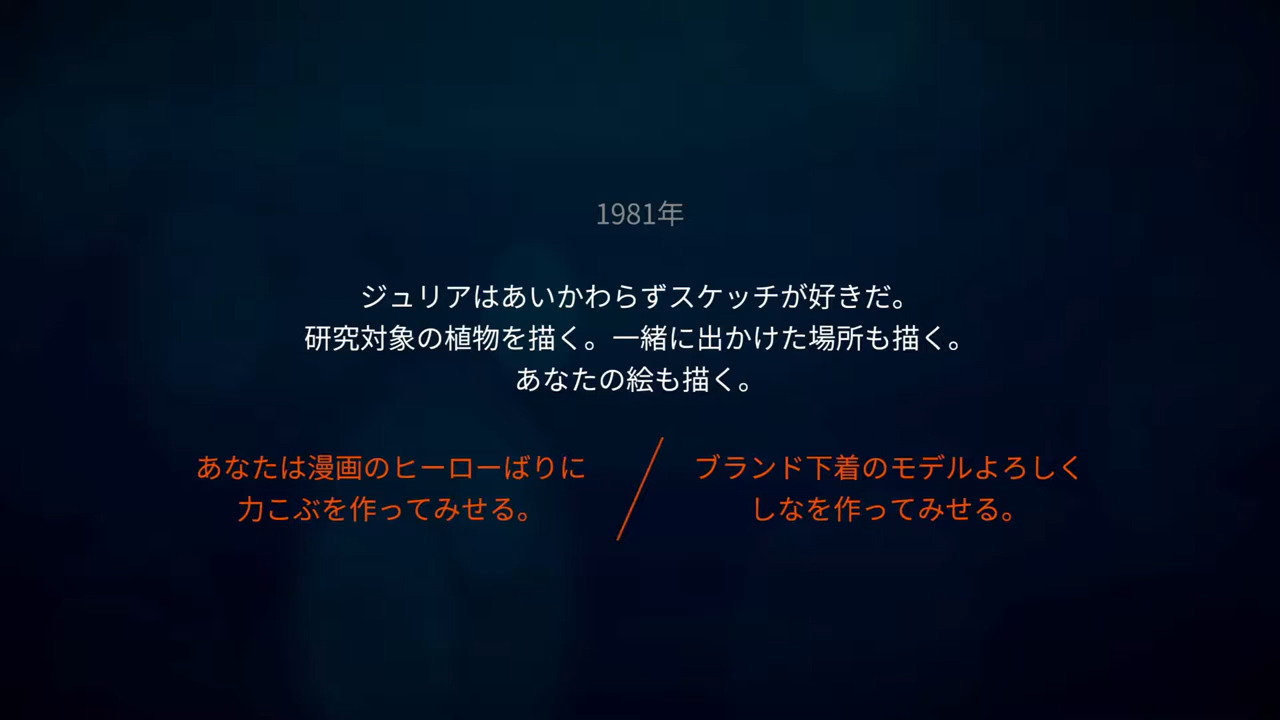 1981年
ジュリアはあいかわらずスケッチが好きだ。
研究対象の植物を描く。一緒に出かけた場所も描く。
あなたの絵も描く。
あなたは漫画のヒーローばりに
力こぶを作ってみせる。
ブランド下着のモデルよろしく
しなを作ってみせる。